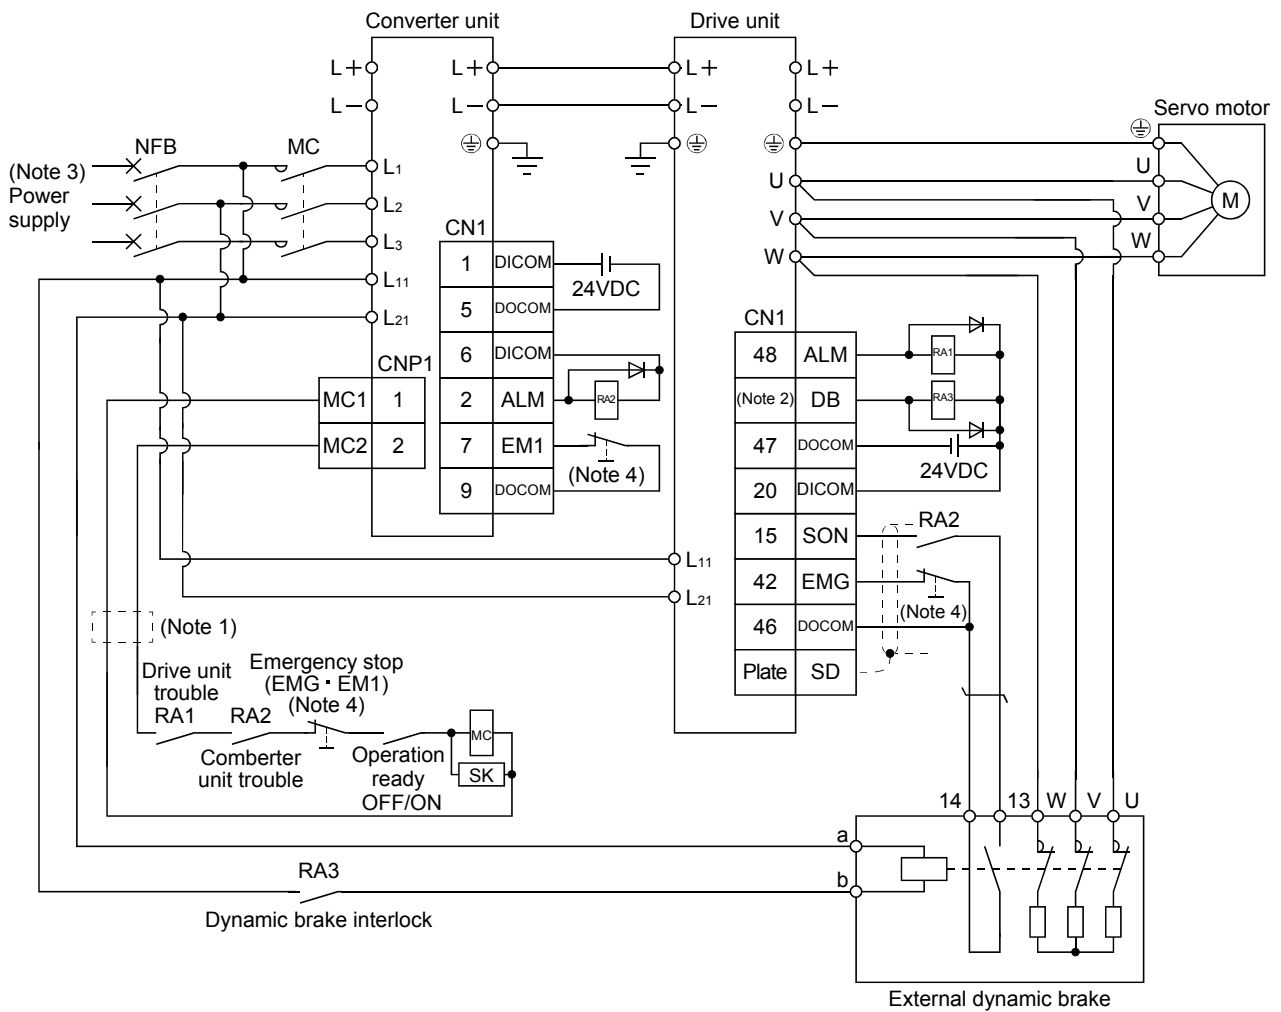 Converter unit
Drive unit
L+
L+
L+
L+
L−
L−
L−
L−
Servo motor
NFB
MC
(Note 3)
Power
supply
L1
L2
L3
L11
L21
U
V
W
U
V
W
M
CN1
1 DICOM
5 DOCOM
6 DICOM
2 ALM
7 EM1
9 DOCOM
24VDC
RA2
(Note 4)
CNP1
MC1 1
MC2 2
CN1
48 ALM
(Note 2) DB
47 DOCOM
20 DICOM
15 SON
42 EMG
46 DOCOM
Plate SD
RA1
RA3
24VDC
RA2
(Note 4)
L11
L21
(Note 1)
Drive unit
trouble
RA1
RA2
Comberter
unit trouble
Emergency stop
(EMG・EM1)
(Note 4)
Operation
ready
OFF/ON
MC
SK
14
13
W
V
U
a
b
RA3
Dynamic brake interlock
External dynamic brake